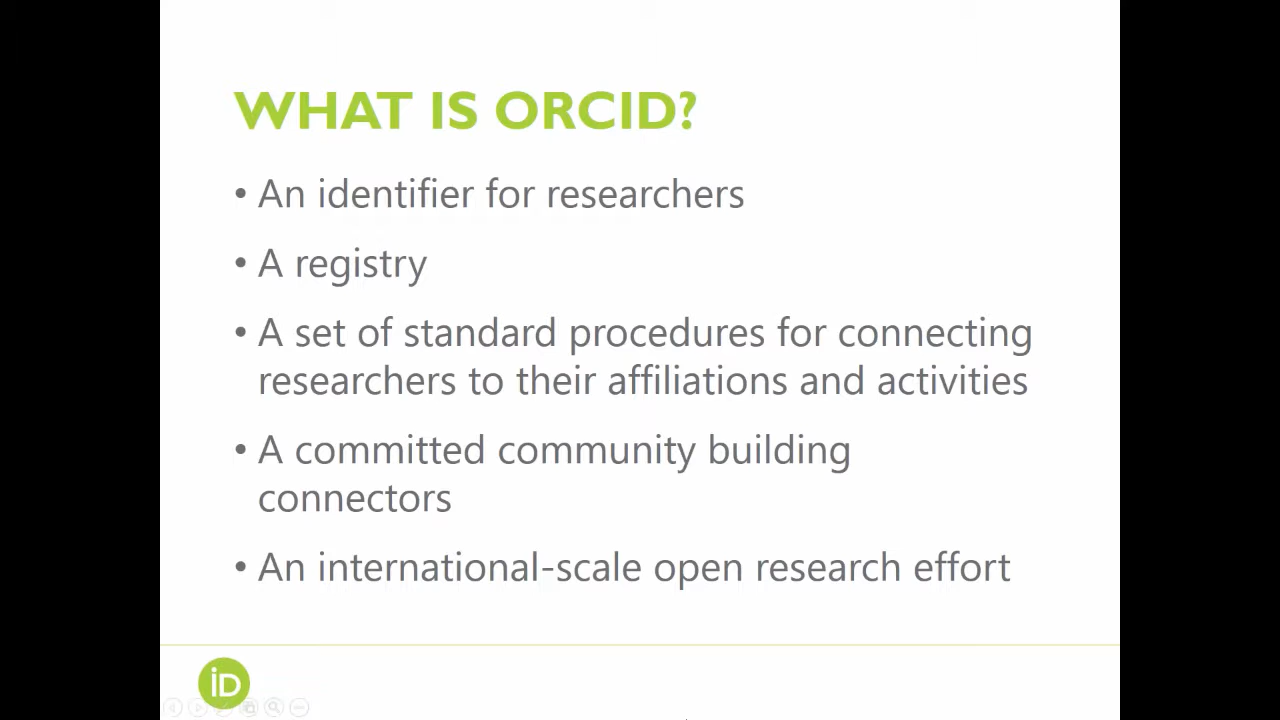 WHAT IS ORCID?
• An identifier for researchers
• A registry
• A set of standard procedures for connecting
researchers to their affiliations and activities
• A committed community building
connectors
• An international-scale open research effort
iD